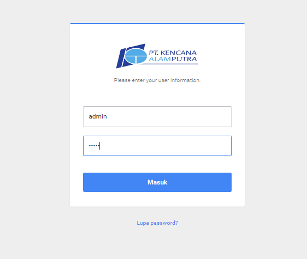 PT. KENCANA
ALAMPUTRA
Please enter your user information.
admin
•••••
Masuk
Lupa password?